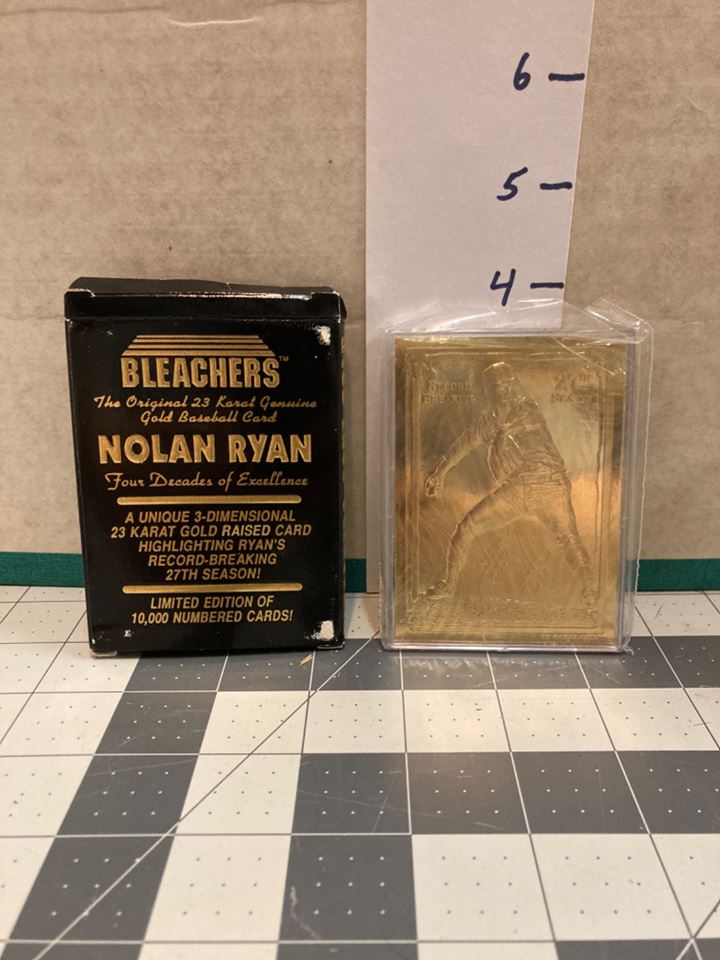 6 —
5 —
4 —
BLEACHERS™
The Original 23 Karat Genuine
Gold Baseball Card
NOLAN RYAN
Four Decades of Excellence
A UNIQUE 3-DIMENSIONAL
23 KARAT GOLD RAISED CARD
HIGHLIGHTING RYAN'S
RECORD-BREAKING
27TH SEASON!
LIMITED EDITION OF
10,000 NUMBERED CARDS!
RECORD
BREAKING
27TH
SEASON